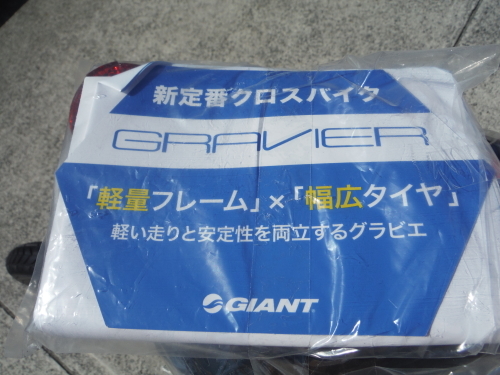 新定番クロスバイク
GRAVIER
「軽量フレーム」×「幅広タイヤ」
軽い走りと安定性を両立するグラビエ
GIANT